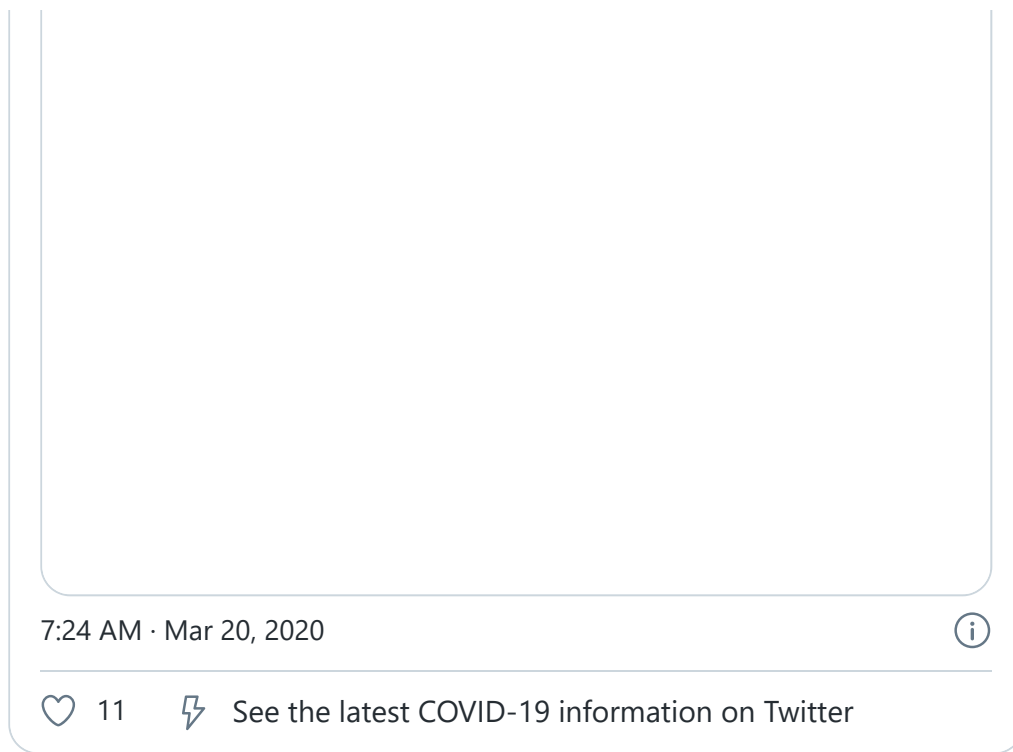 7:24 AM · Mar 20, 2020
11 See the latest COVID-19 information on Twitter